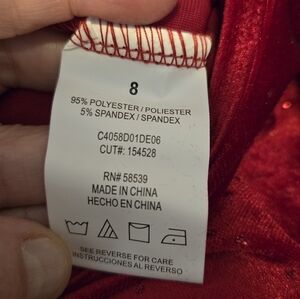 8
95% POLYESTER / POLIESTER
5% SPANDEX / SPANDEX
C4058D01DE06
CUT#: 154528
RN# 58539
MADE IN CHINA
HECHO EN CHINA
SEE REVERSE FOR CARE
INSTRUCTIONS AL REVERSO